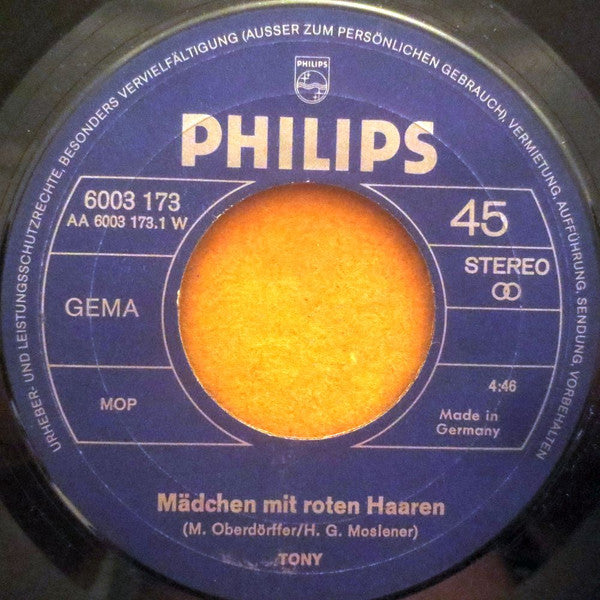 URHEBER- UND LEISTUNGSSCHUTZRECHTE, BESONDERS VERVIELFÄLTIGUNG (AUSSER ZUM PERSÖNLICHEN GEBRAUCH), VERMIETUNG, AUFFÜHRUNG, SENDUNG, VORBEHALTEN
PHILIPS
PHILIPS
6003 173
AA 6003 173.1 W
45
STEREO
GEMA
4:46
MOP
Made in
Germany
Mädchen mit roten Haaren
(M. Oberdörffer/H. G. Moslener)
TONY